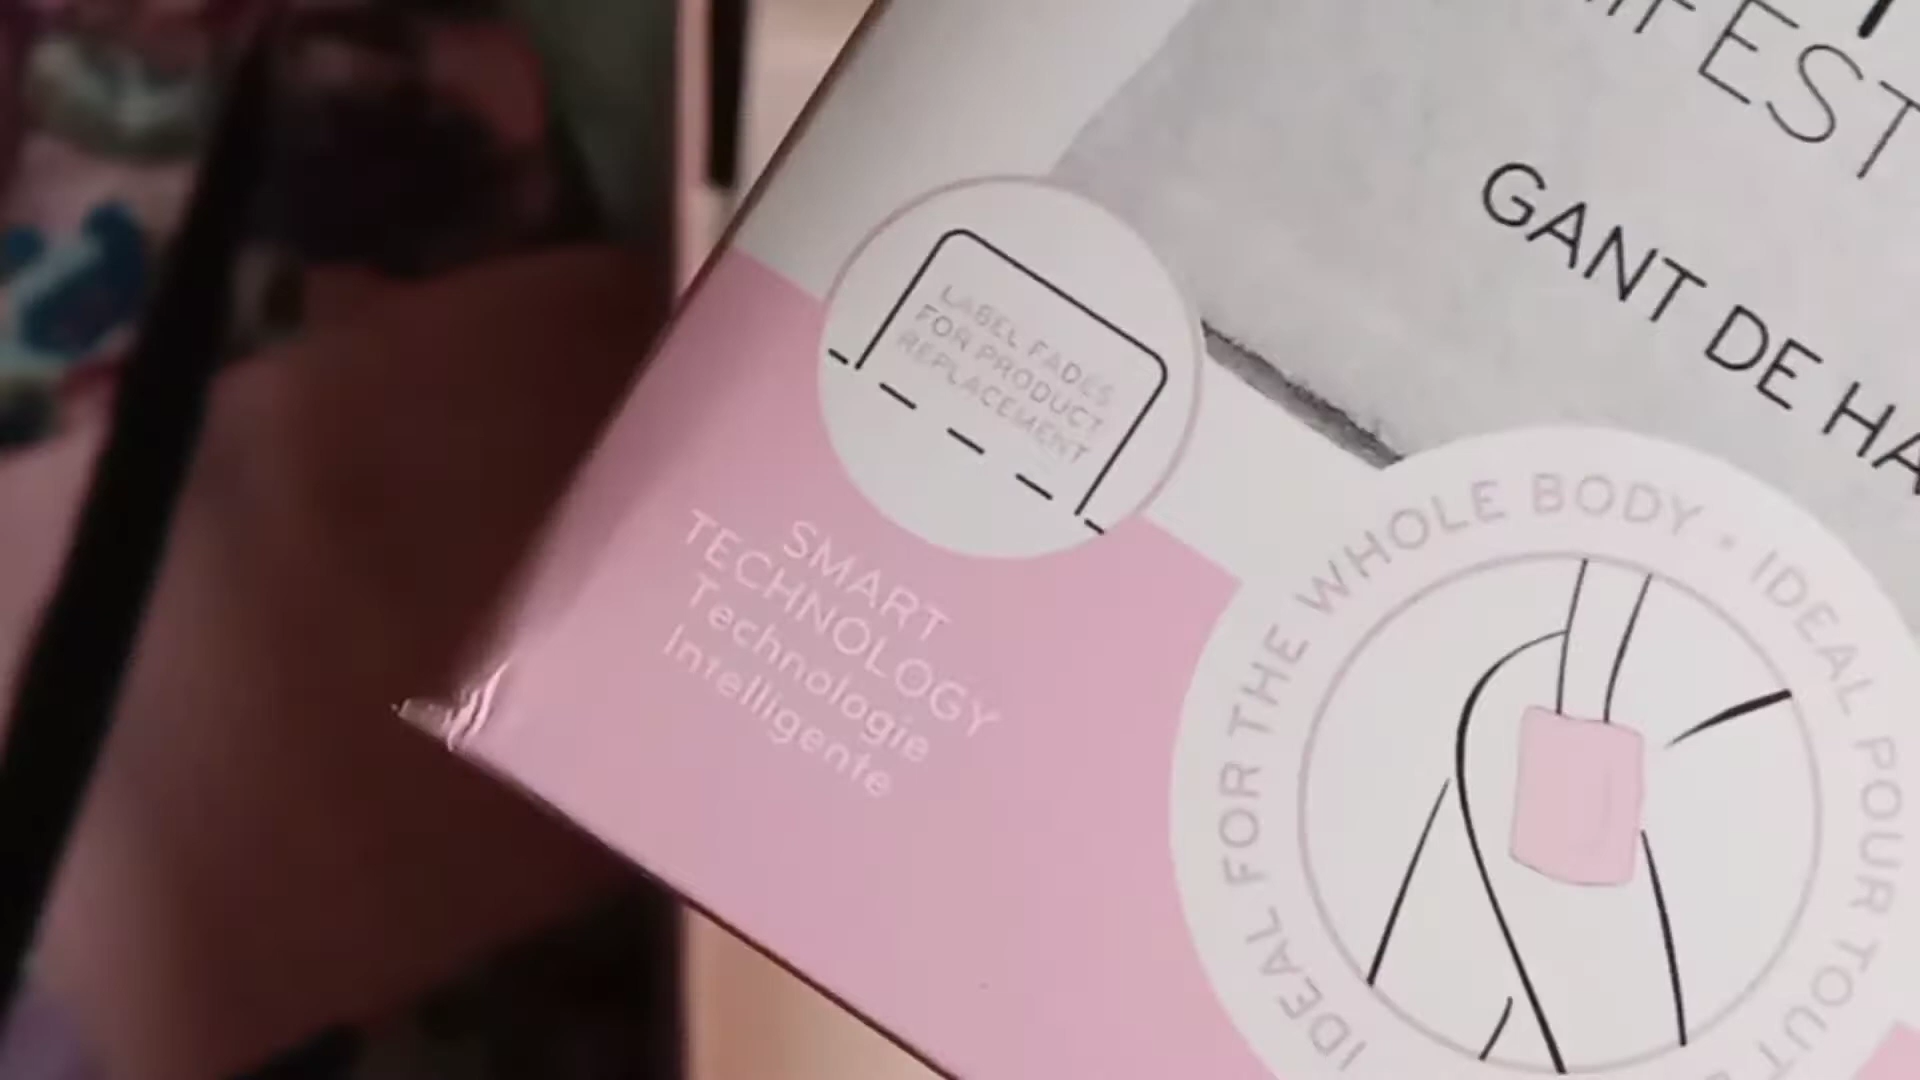 EST
GANT DE HA
LABEL FADES
FOR PRODUCT
REPLACEMENT
SMART
TECHNOLOGY
Technologie
Intelligente
IDEAL FOR THE WHOLE BODY • IDEAL POUR TOUT